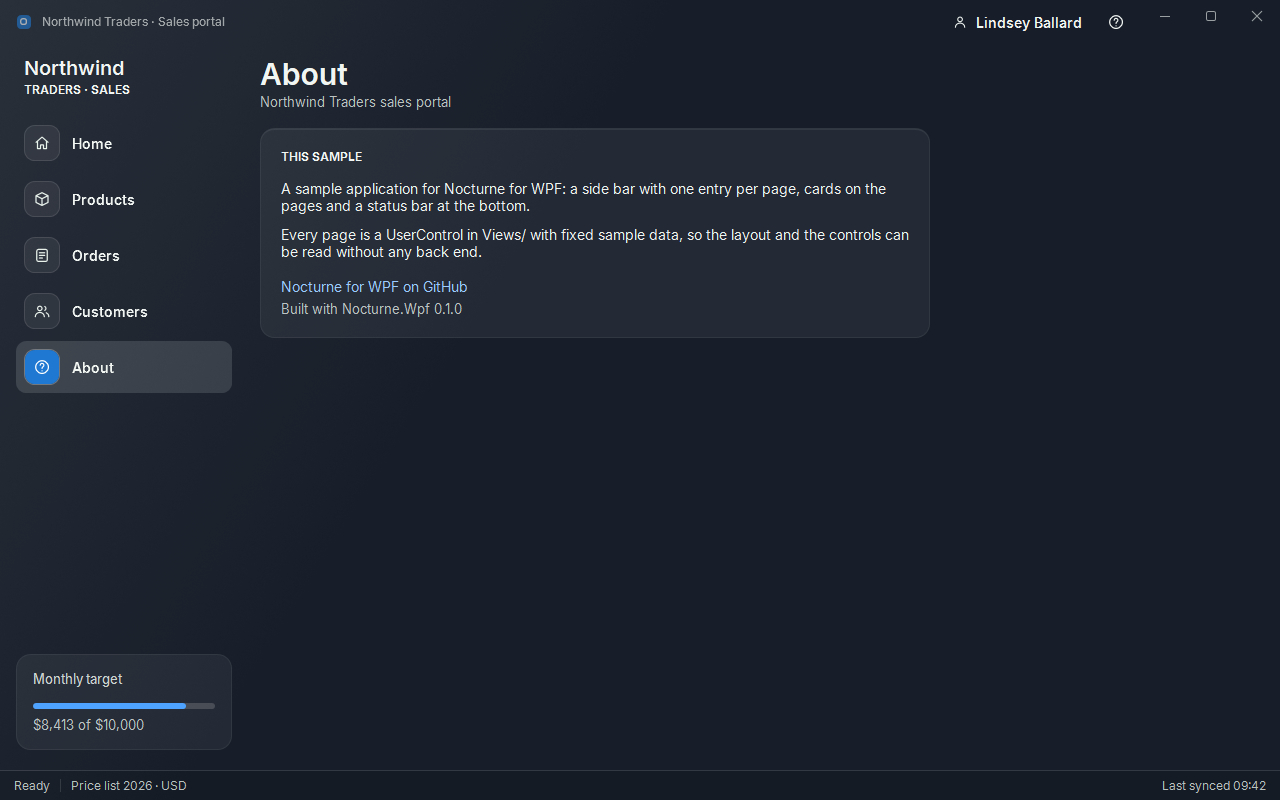 Northwind Traders · Sales portal
Lindsey Ballard
Northwind
TRADERS · SALES
Home
Products
Orders
Customers
About
Monthly target
$8,413 of $10,000
About
Northwind Traders sales portal
THIS SAMPLE
A sample application for Nocturne for WPF: a side bar with one entry per page, cards on the
pages and a status bar at the bottom.
Every page is a UserControl in Views/ with fixed sample data, so the layout and the controls can
be read without any back end.
Nocturne for WPF on GitHub
Built with Nocturne.Wpf 0.1.0
Ready
Price list 2026 · USD
Last synced 09:42